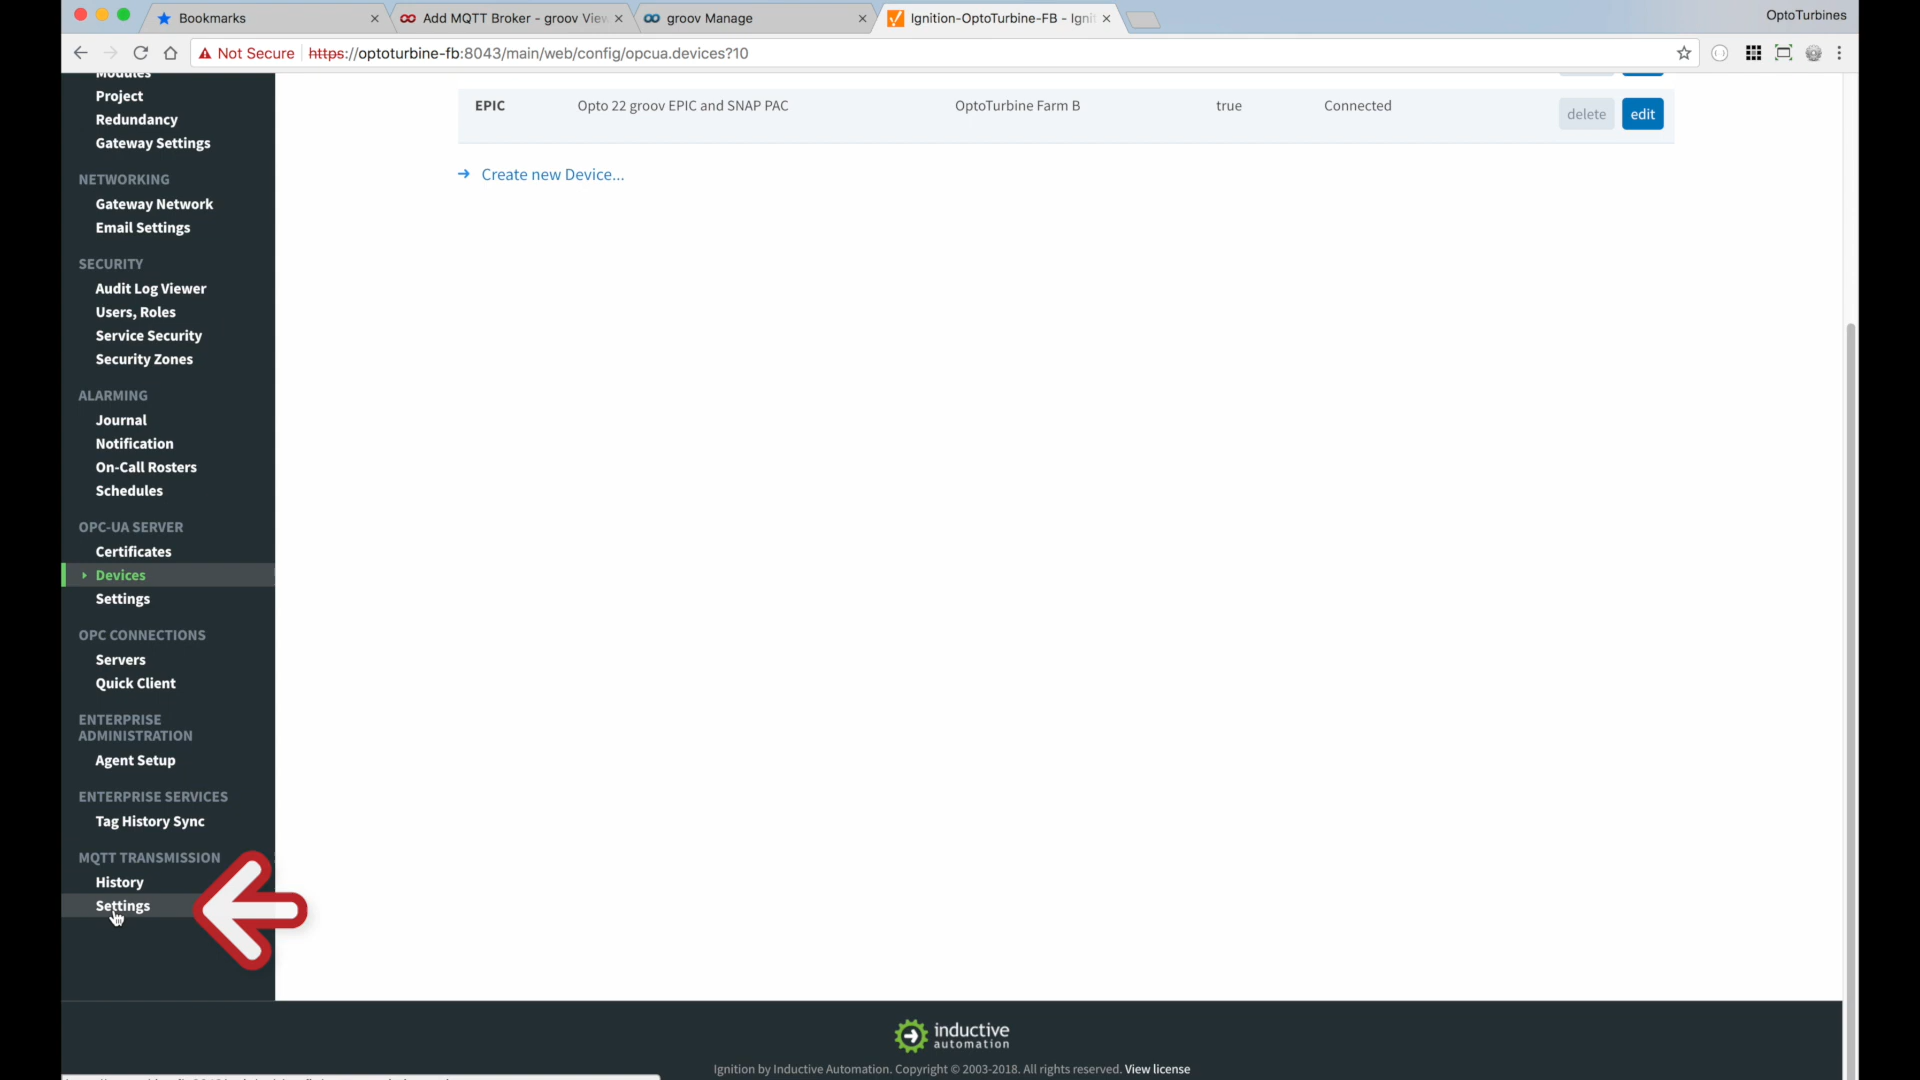 Bookmarks
Add MQTT Broker - groov View
groov Manage
Ignition-OptoTurbine-FB - Igni
OptoTurbines
Not Secure
https://optoturbine-fb:8043/main/web/config/opcua.devices?10
Modules
Project
Redundancy
Gateway Settings
NETWORKING
Gateway Network
Email Settings
SECURITY
Audit Log Viewer
Users, Roles
Service Security
Security Zones
ALARMING
Journal
Notification
On-Call Rosters
Schedules
OPC-UA SERVER
Certificates
Devices
Settings
OPC CONNECTIONS
Servers
Quick Client
ENTERPRISE
ADMINISTRATION
Agent Setup
ENTERPRISE SERVICES
Tag History Sync
MQTT TRANSMISSION
History
Settings
EPIC Opto 22 groov EPIC and SNAP PAC OptoTurbine Farm B true Connected delete edit
Create new Device...
inductive
automation
Ignition by Inductive Automation. Copyright © 2003-2018. All rights reserved. View license